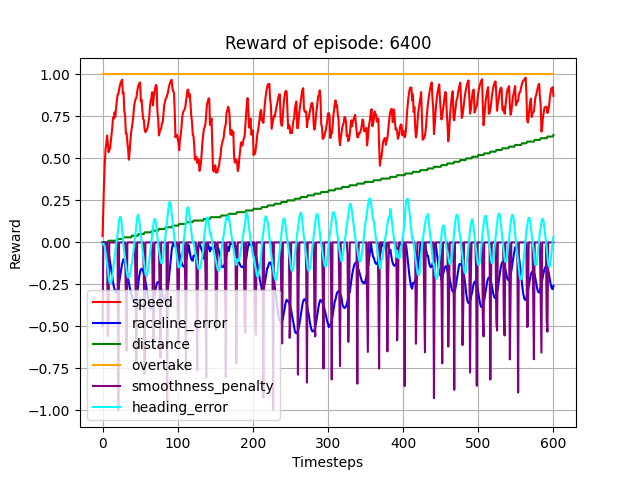 Reward of episode: 6400
1.00
0.75
0.50
0.25
0.00
−0.25
−0.50
−0.75
−1.00
Reward
speed
raceline_error
distance
overtake
smoothness_penalty
heading_error
0 100 200 300 400 500 600
Timesteps